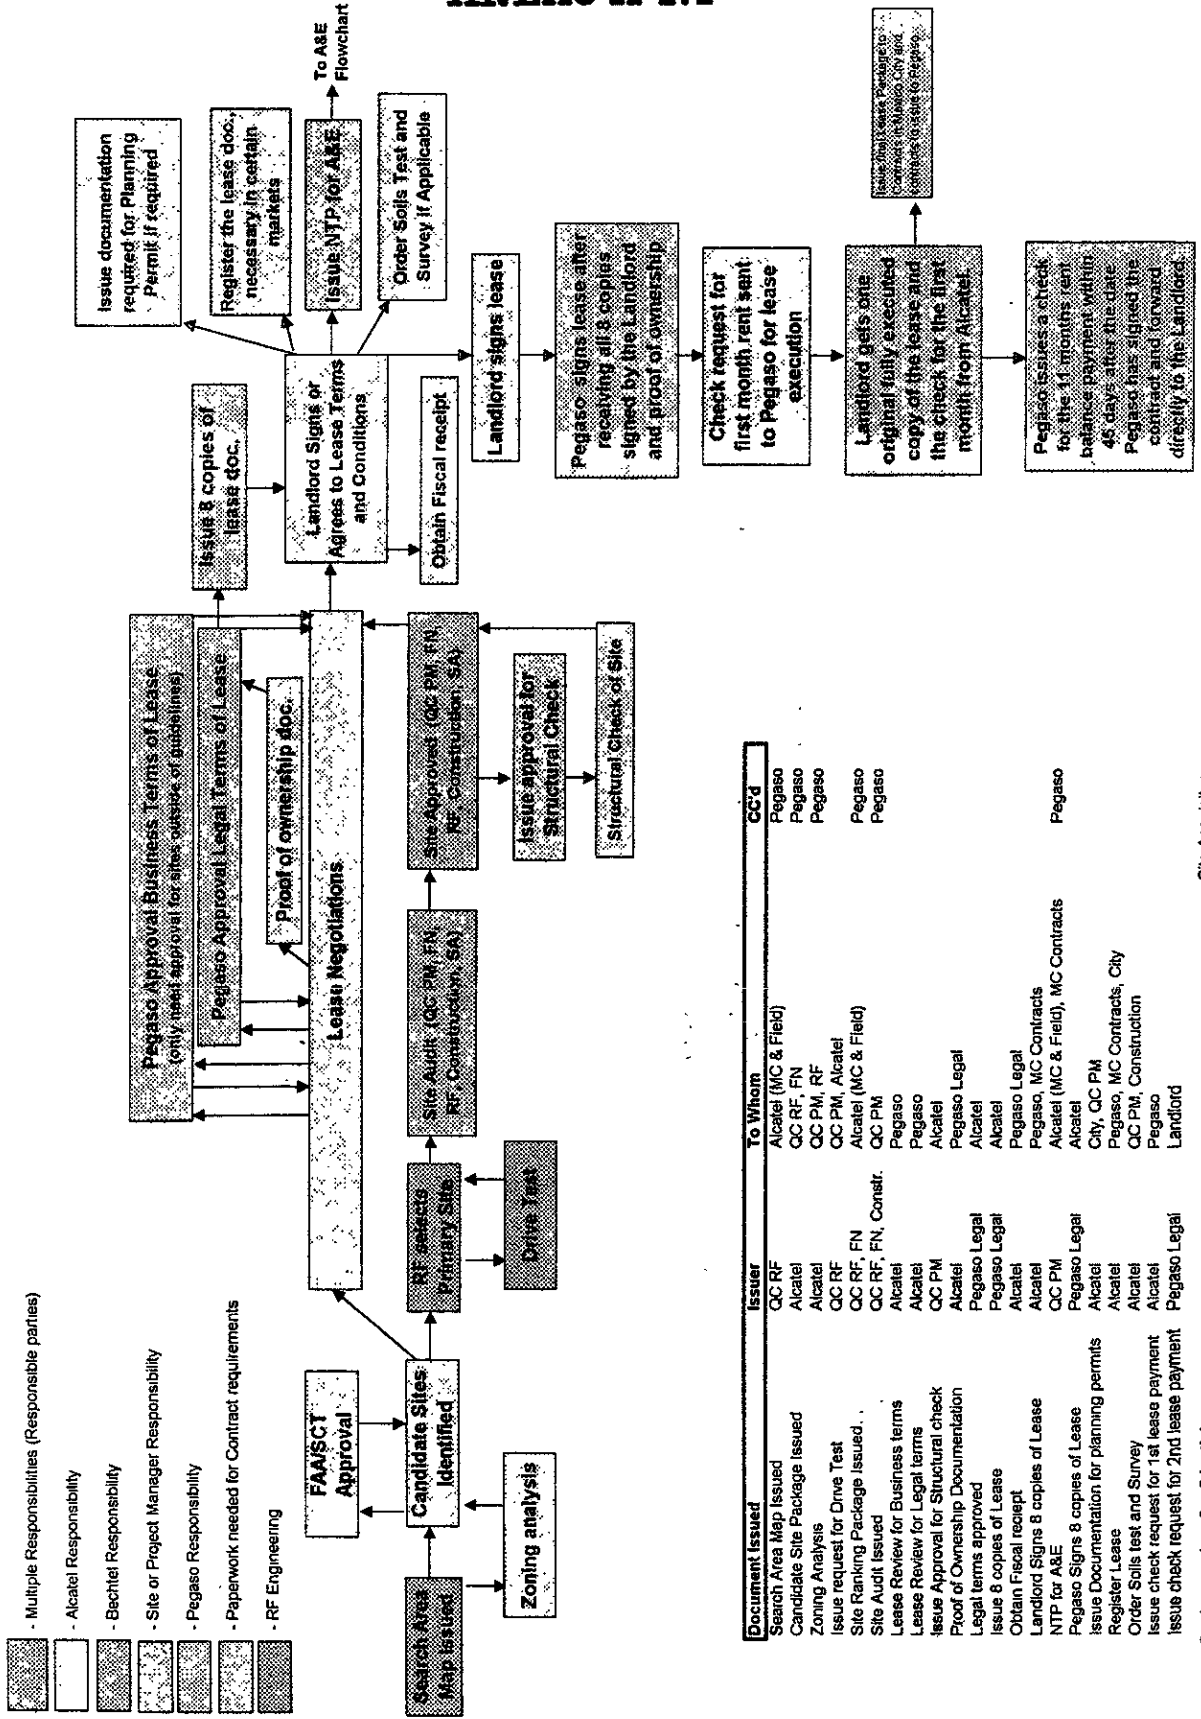 - Multiple Responsibilities (Responsible parties)
- Alcatel Responsibility
- Bechtel Responsibility
- Site or Project Manager Responsibility
- Pegaso Responsibility
- Paperwork needed for Contract requirements
- RF Engineering
Search Area
Map Issued
FAA/SCT
Approval
Candidate Sites
Identified
Zoning analysis
RF selects
Primary Site
Drive Test
Site Audit (QC PM, FN,
RF, Construction, SA)
Site Approved (QC PM, FN,
RF, Construction, SA)
Issue approval for
Structural Check
Structural Check of Site
Pegaso Approval Business Terms of Lease
(only need approval for sites outside of guidelines)
Pegaso Approval Legal Terms of Lease
Proof of ownership doc.
Lease Negotiations
Issue 8 copies of
lease doc.
Landlord Signs or
Agrees to Lease Terms
and Conditions
Obtain Fiscal receipt
Issue documentation
required for Planning
Permit if required
Register the lease doc.,
necessary in certain
markets
Issue NTP for A&E
To A&E
Flowchart
Order Soils Test and
Survey if Applicable
Landlord signs lease
Pegaso signs lease after
receiving all 8 copies
signed by the Landlord
and proof of ownership
Check request for
first month rent sent
to Pegaso for lease
execution
Landlord gets one
original fully executed
copy of the lease and
the check for the first
month from Alcatel.
Issue final Lease Package to
Contracts in Mexico City and
contracts to issue to Pegaso
Pegaso issues a check
for the 11 months rent
balance payment within
45 days after the date
Pegaso has signed the
contract and forward
directly to the Landlord.
Document Issued Issuer To Whom CC'd
Search Area Map Issued QC RF Alcatel (MC & Field) Pegaso
Candidate Site Package Issued Alcatel QC RF, FN Pegaso
Zoning Analysis Alcatel QC PM, RF Pegaso
Issue request for Drive Test QC RF QC PM, Alcatel
Site Ranking Package Issued. . QC RF, FN Alcatel (MC & Field) Pegaso
Site Audit Issued QC RF, FN, Constr. QC PM Pegaso
Lease Review for Business terms Alcatel Pegaso
Lease Review for Legal terms Alcatel Pegaso
Issue Approval for Structural check QC PM Alcatel
Proof of Ownership Documentation Alcatel Pegaso Legal
Legal terms approved Pegaso Legal Alcatel
Issue 8 copies of Lease Pegaso Legal Alcatel
Obtain Fiscal reciept Alcatel Pegaso Legal
Landlord Signs 8 copies of Lease Alcatel Pegaso, MC Contracts
NTP for A&E QC PM Alcatel (MC & Field), MC Contracts Pegaso
Pegaso Signs 8 copies of Lease Pegaso Legal Alcatel
Issue Documentation for planning permits Alcatel City, QC PM
Register Lease Alcatel Pegaso, MC Contracts, City
Order Soils test and Survey Alcatel QC PM, Construction
Issue check request for 1st lease payment Alcatel Pegaso
Issue check request for 2nd lease payment Pegaso Legal Landlord